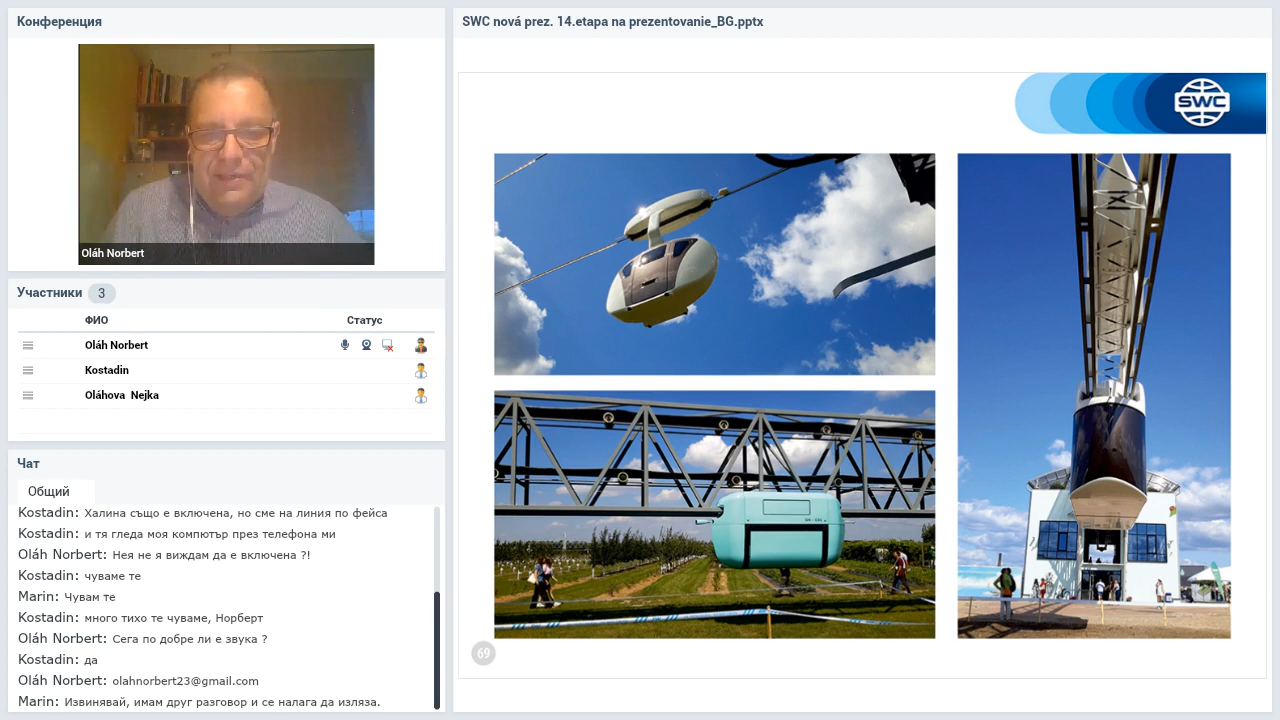 Конференция
Oláh Norbert
Участники 3
ФИО Статус
Oláh Norbert
Kostadin
Oláhova Nejka
Чат
Общий
Kostadin: Халина също е включена, но сме на линия по фейса
Kostadin: и тя гледа моя компютър през телефона ми
Oláh Norbert: Нея не я виждам да е включена ?!
Kostadin: чуваме те
Marin: Чувам те
Kostadin: много тихо те чуваме, Норберт
Oláh Norbert: Сега по добре ли е звука ?
Kostadin: да
Oláh Norbert: olahnorbert23@gmail.com
Marin: Извинявай, имам друг разговор и се налага да изляза.
SWC nová prez. 14.etapa na prezentovanie_BG.pptx
SWC
69